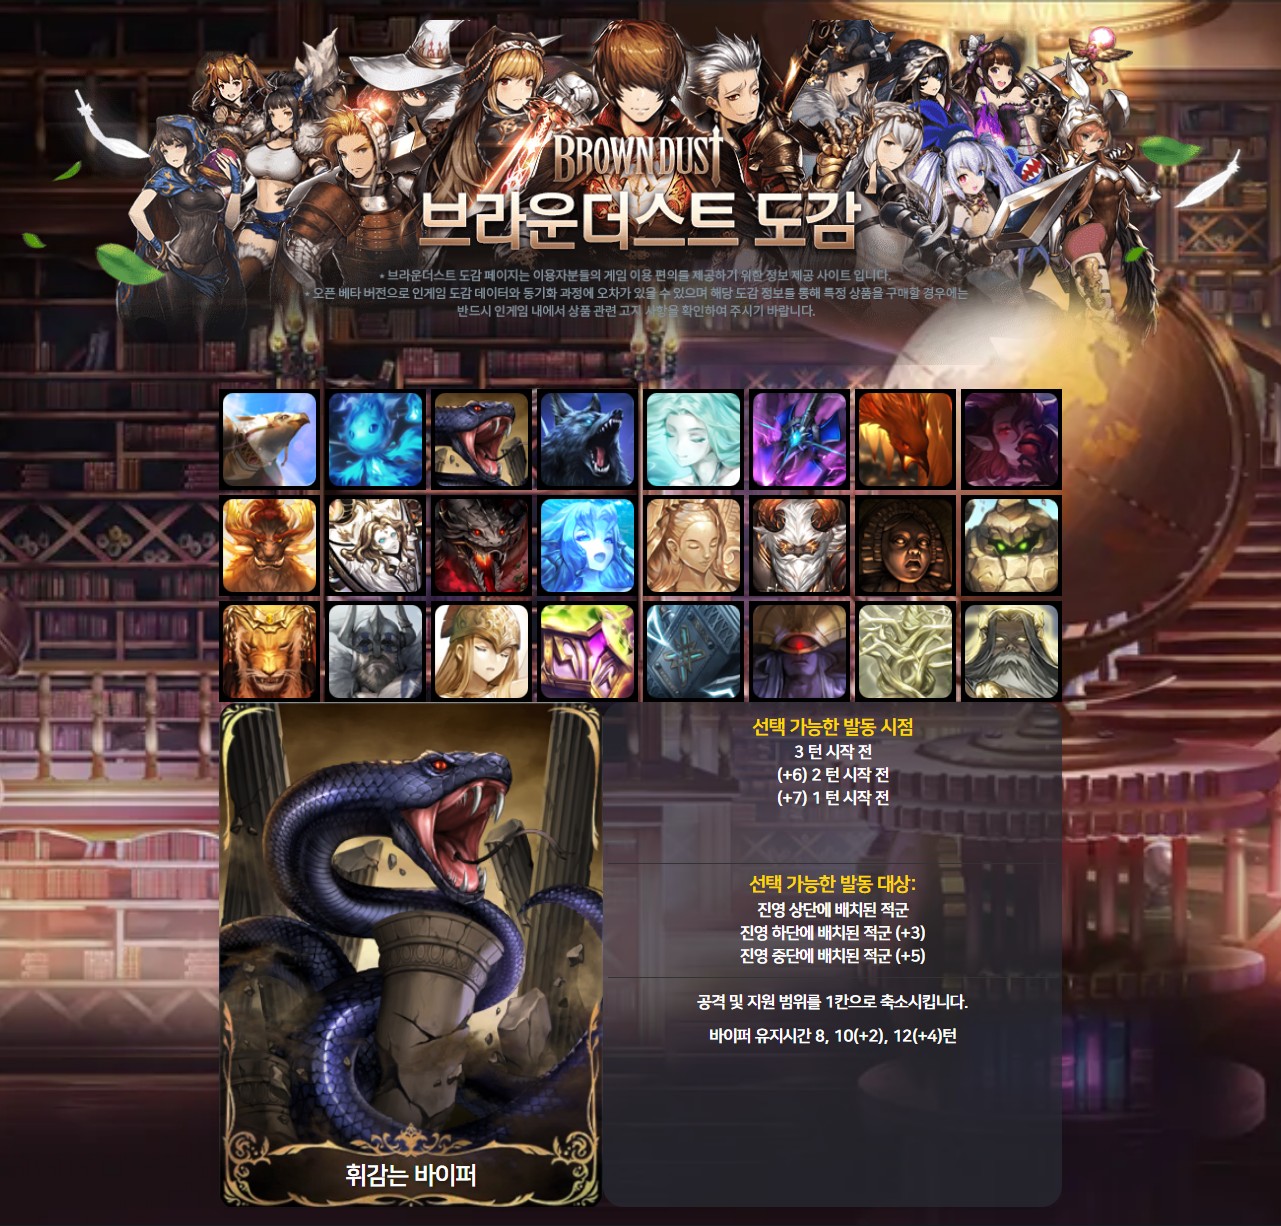 BROWNDUST
브라운더스트 도감
• 브라운더스트 도감 페이지는 이용자분들의 게임 이용 편의를 제공하기 위한 정보 제공 사이트 입니다.
• 오픈 베타 버전으로 인게임 도감 데이터와 동기화 과정에 오차가 있을 수 있으며 해당 도감 정보를 통해 특정 상품을 구매할 경우에는
반드시 인게임 내에서 상품 관련 고지 사항을 확인하여 주시기 바랍니다.
선택 가능한 발동 시점
3 턴 시작 전
(+6) 2 턴 시작 전
(+7) 1 턴 시작 전
선택 가능한 발동 대상:
진영 상단에 배치된 적군
진영 하단에 배치된 적군 (+3)
진영 중단에 배치된 적군 (+5)
공격 및 지원 범위를 1칸으로 축소시킵니다.
바이퍼 유지시간 8, 10(+2), 12(+4)턴
휘감는 바이퍼